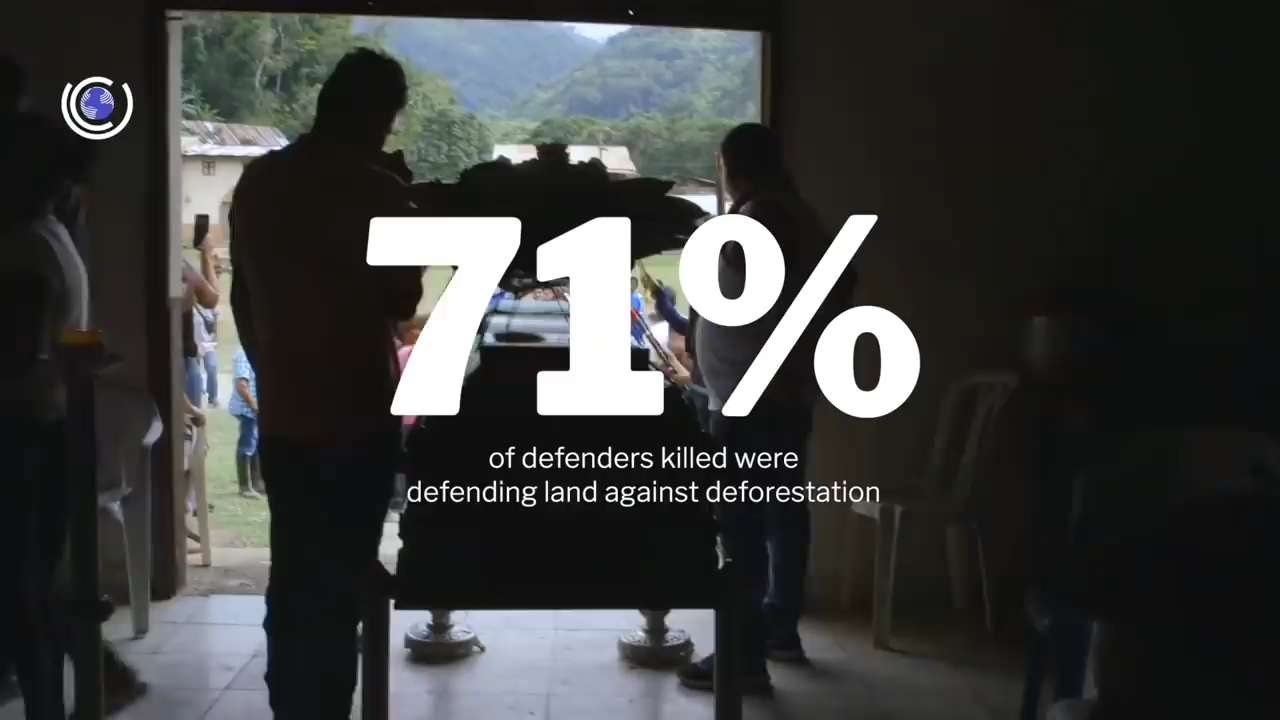 71%
of defenders killed were
defending land against deforestation